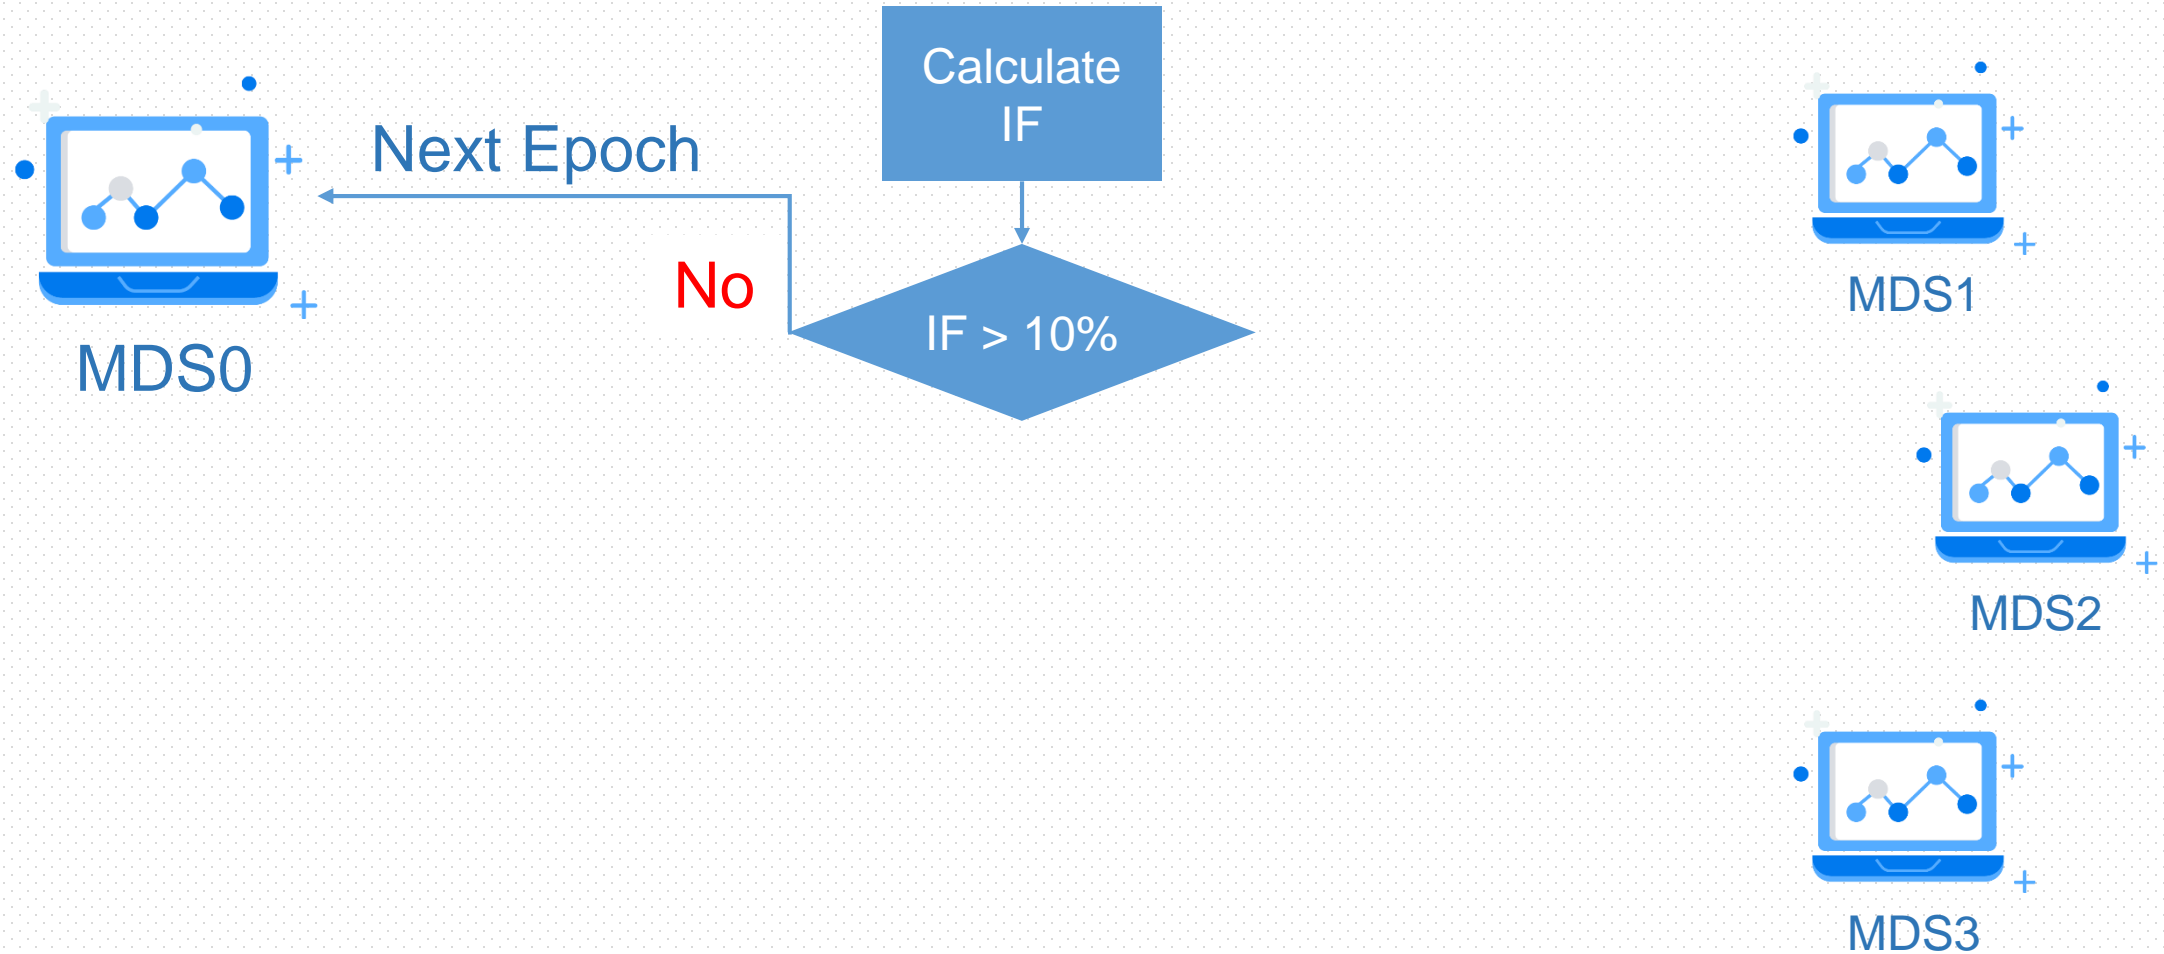 Calculate
IF
Next Epoch
No
IF > 10%
MDS0
MDS1
MDS2
MDS3